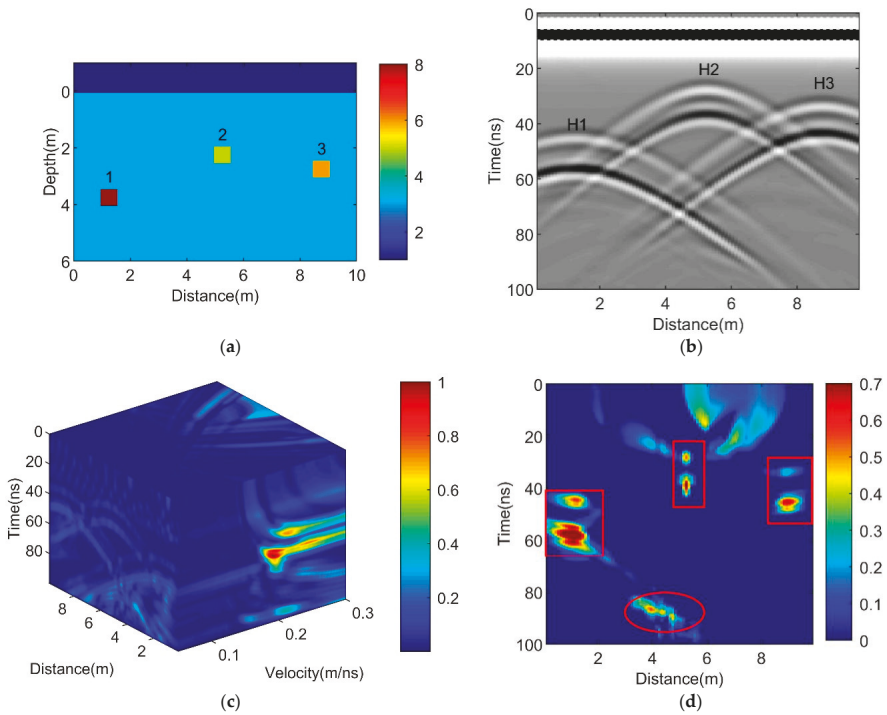 0
2
4
6
Depth(m)
1
2
3
0 2 4 6 8 10
Distance(m)
8
6
4
2
(a)
0
20
40
60
80
100
Time(ns)
H1
H2
H3
2 4 6 8
Distance(m)
(b)
0
20
40
60
80
Time(ns)
8 6 4 2
Distance(m)
0.1 0.2 0.3
Velocity(m/ns)
1
0.8
0.6
0.4
0.2
(c)
0
20
40
60
80
100
Time(ns)
2 4 6 8
Distance(m)
0.7
0.6
0.5
0.4
0.3
0.2
0.1
0
(d)